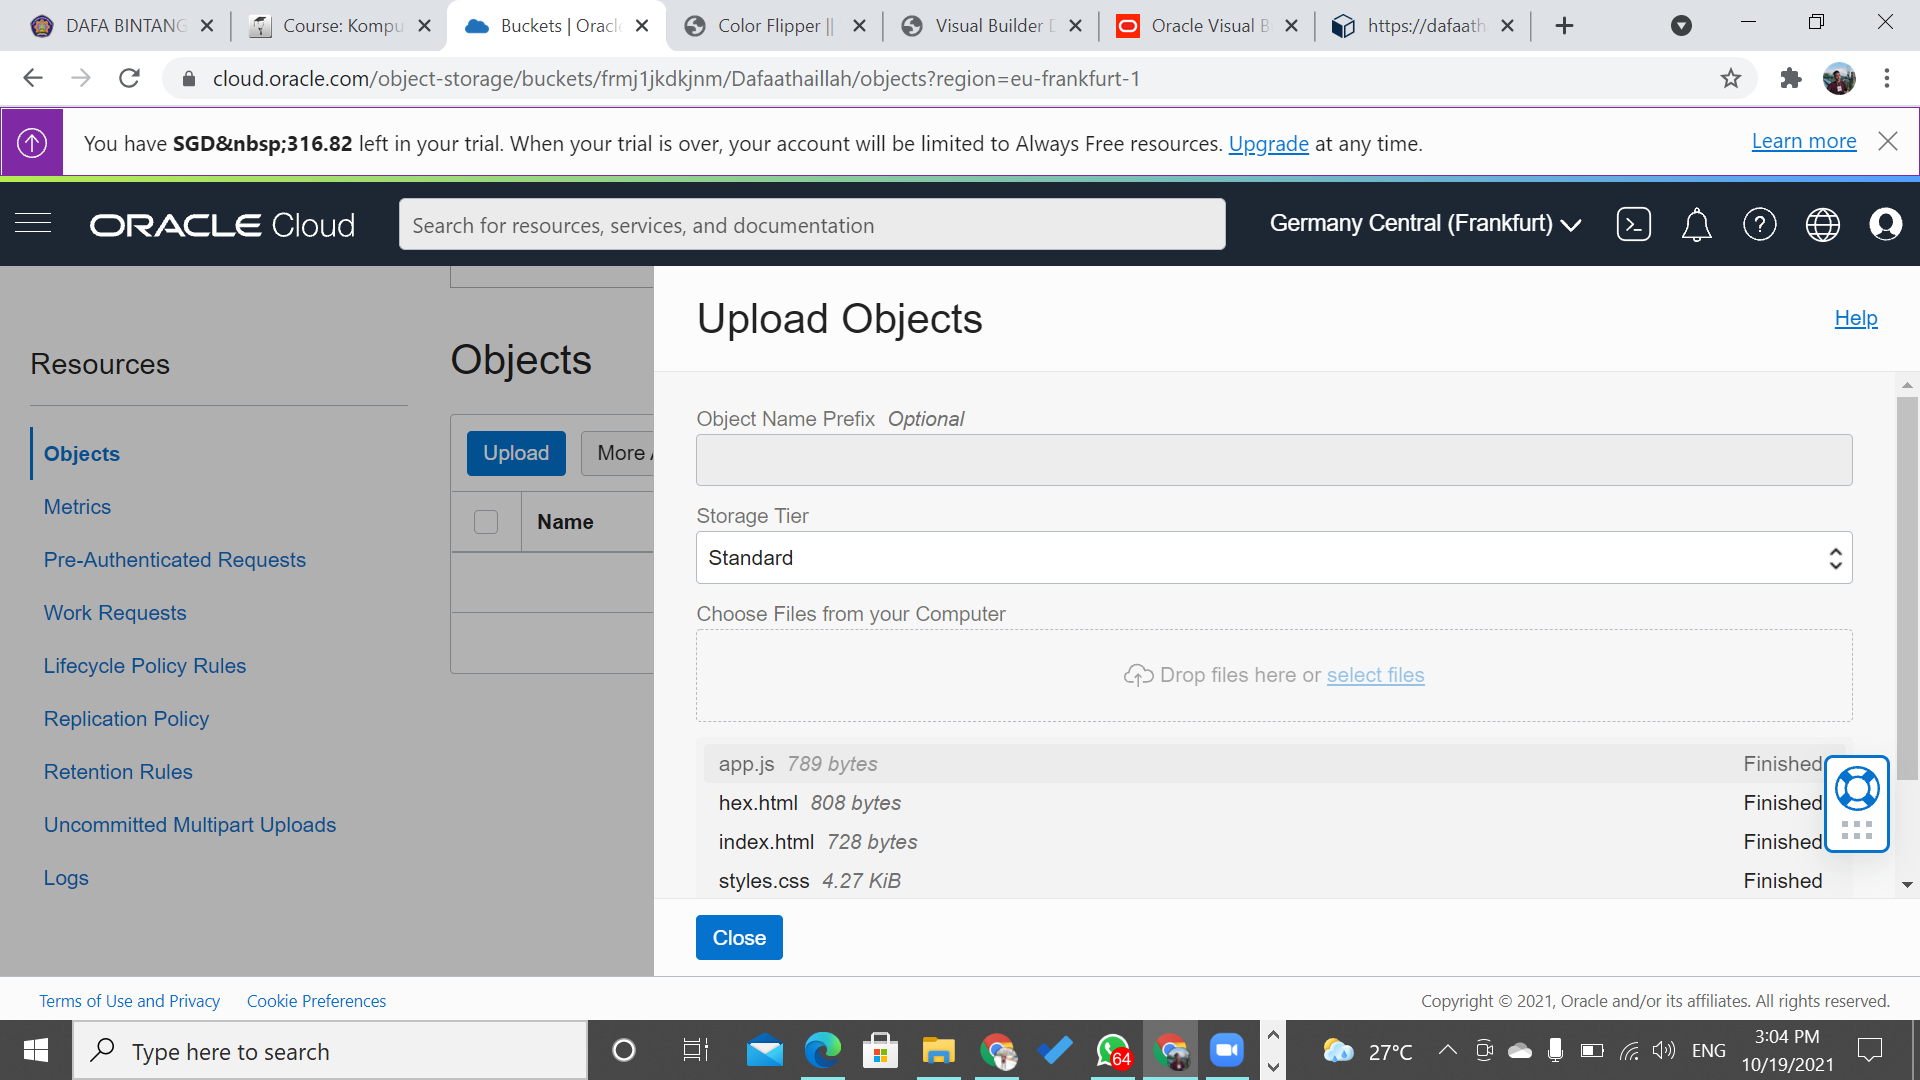 DAFA BINTANG
Course: Kompu
Buckets | Oracle
Color Flipper ||
Visual Builder D
Oracle Visual B
https://dafaath
cloud.oracle.com/object-storage/buckets/frmj1jkdkjnm/Dafaathaillah/objects?region=eu-frankfurt-1
You have SGD&nbsp;316.82 left in your trial. When your trial is over, your account will be limited to Always Free resources. Upgrade at any time.
Learn more
ORACLE Cloud
Search for resources, services, and documentation
Germany Central (Frankfurt)
Resources
Objects
Metrics
Pre-Authenticated Requests
Work Requests
Lifecycle Policy Rules
Replication Policy
Retention Rules
Uncommitted Multipart Uploads
Logs
Objects
Upload
More A
Name
Upload Objects
Help
Object Name Prefix Optional
Storage Tier
Standard
Choose Files from your Computer
Drop files here or select files
app.js 789 bytes Finished
hex.html 808 bytes Finished
index.html 728 bytes Finished
styles.css 4.27 KiB Finished
Close
Terms of Use and Privacy
Cookie Preferences
Copyright © 2021, Oracle and/or its affiliates. All rights reserved.
Type here to search
64
27°C
ENG
3:04 PM
10/19/2021